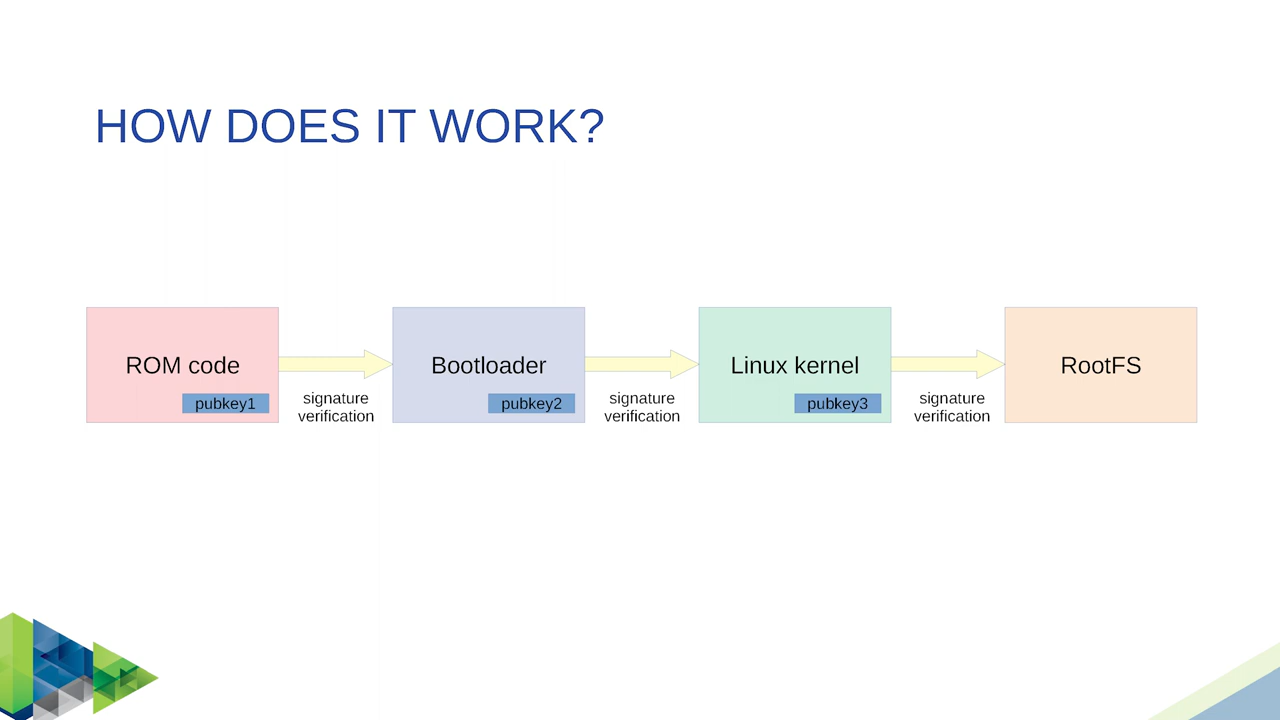 HOW DOES IT WORK?
ROM code
pubkey1
signature
verification
Bootloader
pubkey2
signature
verification
Linux kernel
pubkey3
signature
verification
RootFS